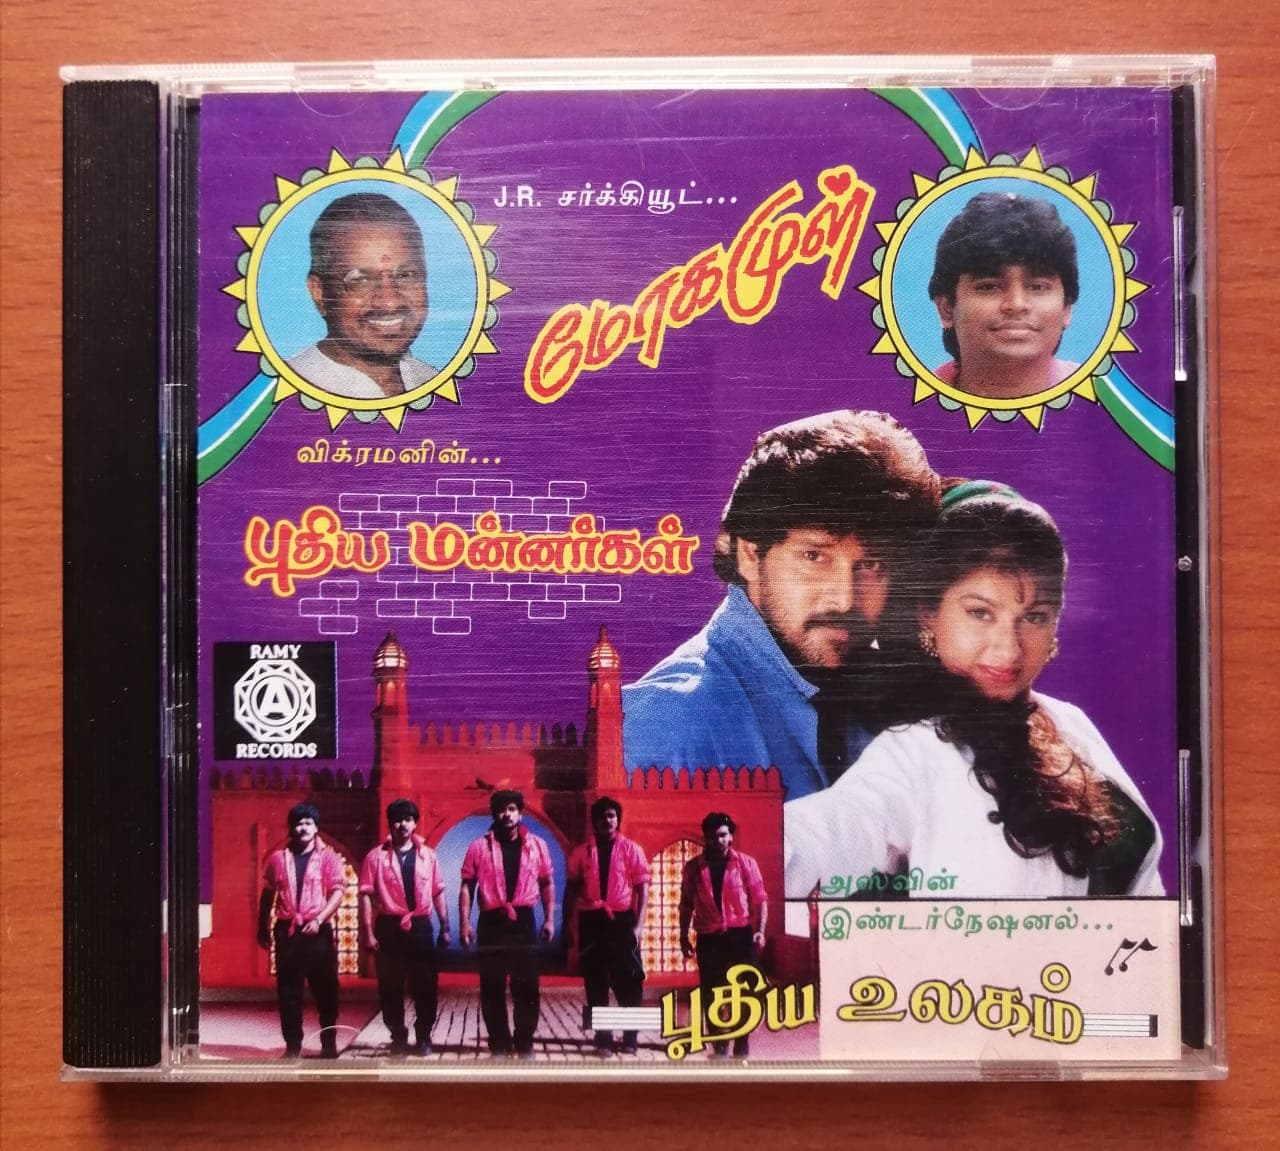 J.R. சர்க்கியூட்...
மோகமுள்
விக்ரமனின்...
புதிய மன்னர்கள்
RAMY
A
RECORDS
அஸ்வின்
இண்டர்நேஷனல்...
புதிய உலகம்